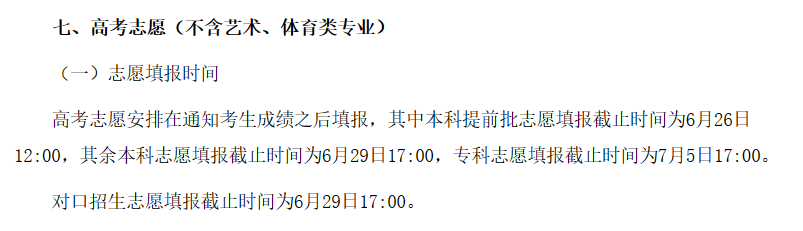 七、高考志愿（不含艺术、体育类专业）
（一）志愿填报时间
高考志愿安排在通知考生成绩之后填报，其中本科提前批志愿填报截止时间为6月26日
12:00，其余本科志愿填报截止时间为6月29日17:00，专科志愿填报截止时间为7月5日17:00。
对口招生志愿填报截止时间为6月29日17:00。